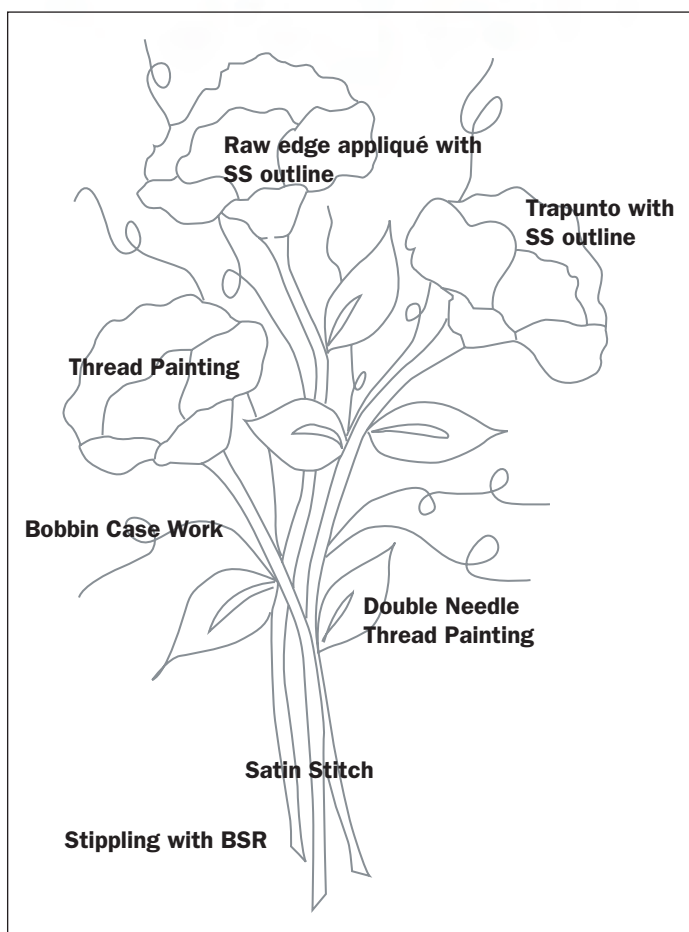 Raw edge appliqué with
SS outline
Trapunto with
SS outline
Thread Painting
Bobbin Case Work
Double Needle
Thread Painting
Satin Stitch
Stippling with BSR